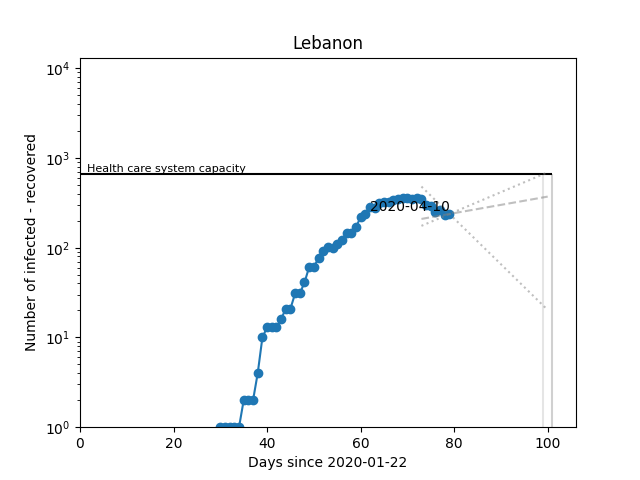 Lebanon
Number of infected - recovered
10^4
10^3
10^2
10^1
10^0
Health care system capacity
2020-04-10
0 20 40 60 80 100
Days since 2020-01-22